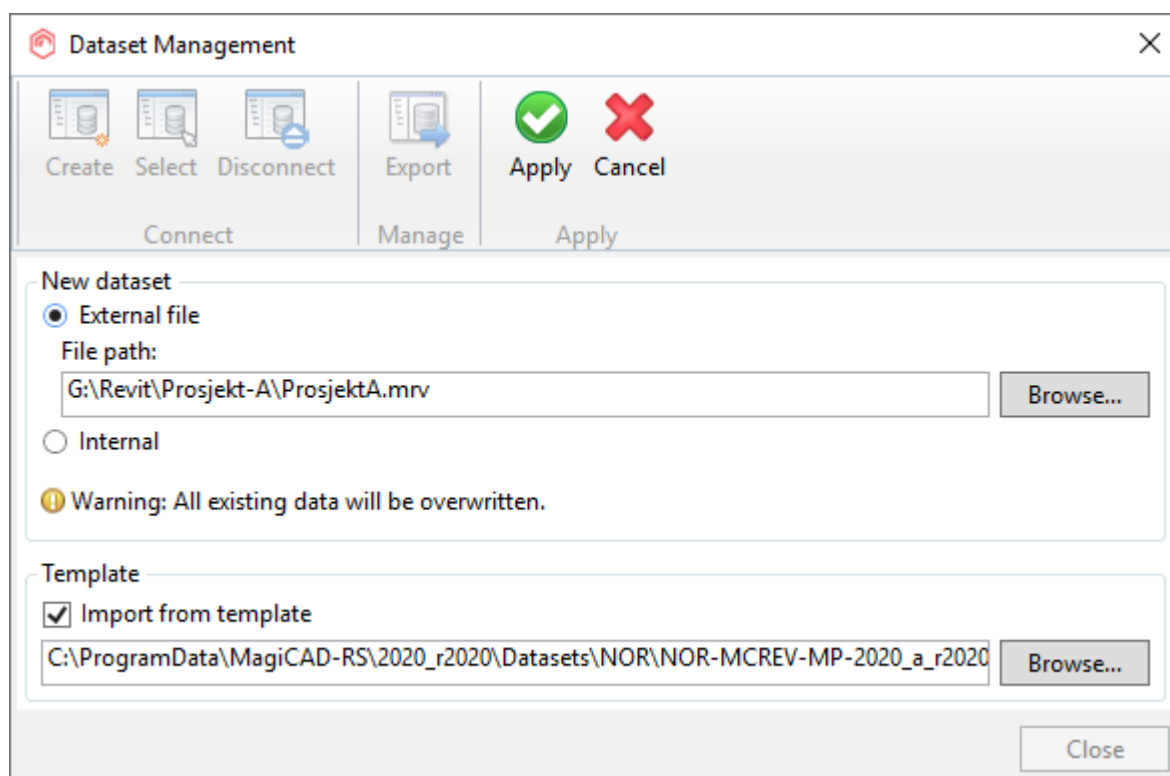 Dataset Management
Create Select Disconnect Export Apply Cancel
Connect Manage Apply
New dataset
External file
File path:
G:\Revit\Prosjekt-A\ProsjektA.mrv Browse...
Internal
Warning: All existing data will be overwritten.
Template
Import from template
C:\ProgramData\MagiCAD-RS\2020_r2020\Datasets\NOR\NOR-MCREV-MP-2020_a_r2020 Browse...
Close